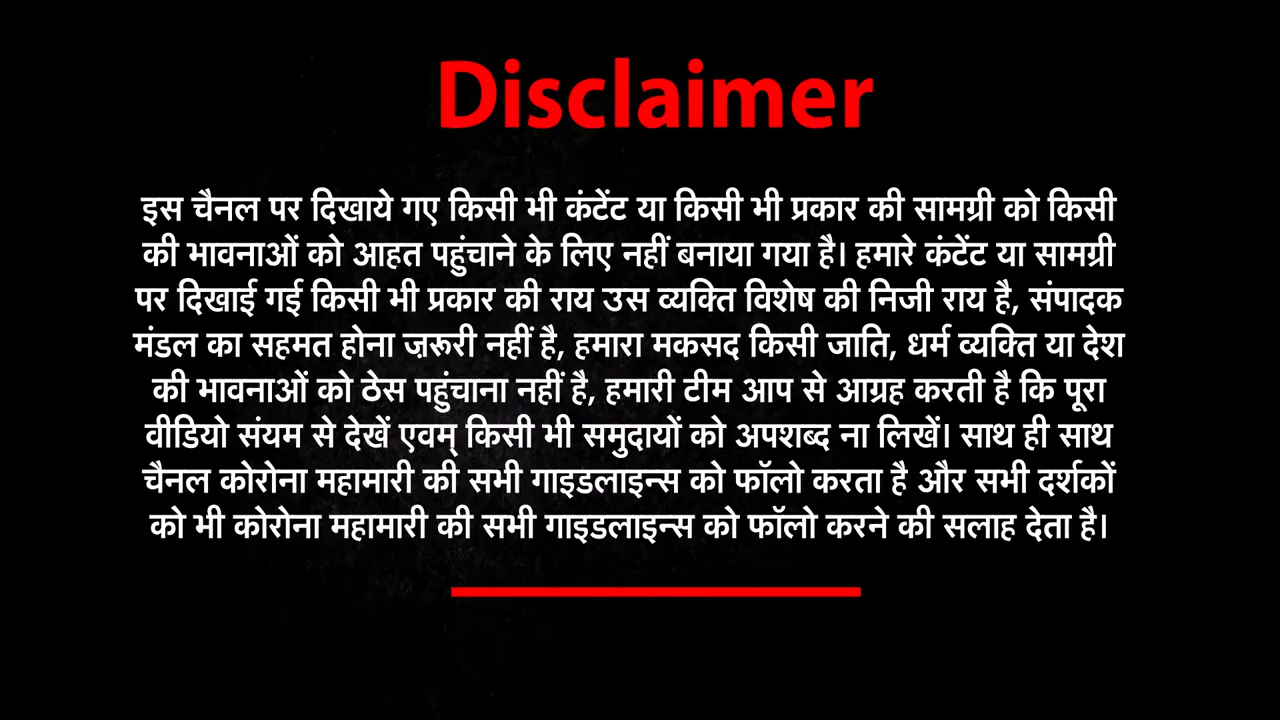 Disclaimer
इस चैनल पर दिखाये गए किसी भी कंटेंट या किसी भी प्रकार की सामग्री को किसी
की भावनाओं को आहत पहुंचाने के लिए नहीं बनाया गया है। हमारे कंटेंट या सामग्री
पर दिखाई गई किसी भी प्रकार की राय उस व्यक्ति विशेष की निजी राय है, संपादक
मंडल का सहमत होना ज़रूरी नहीं है, हमारा मकसद किसी जाति, धर्म व्यक्ति या देश
की भावनाओं को ठेस पहुंचाना नहीं है, हमारी टीम आप से आग्रह करती है कि पूरा
वीडियो संयम से देखें एवम् किसी भी समुदायों को अपशब्द ना लिखें। साथ ही साथ
चैनल कोरोना महामारी की सभी गाइडलाइन्स को फॉलो करता है और सभी दर्शकों
को भी कोरोना महामारी की सभी गाइडलाइन्स को फॉलो करने की सलाह देता है।